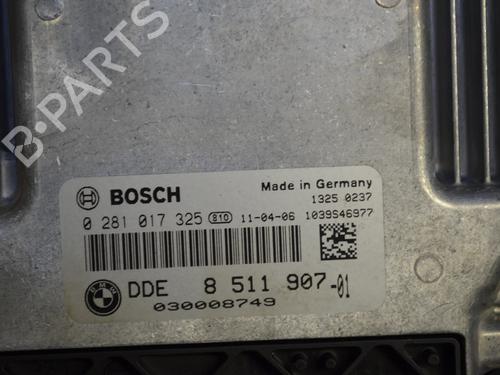 B-PARTS
BOSCH
Made in Germany
1325 0237
0 281 017 325 810 11-04-06 1039S46977
BMW
DDE 8 511 907-01
030008749